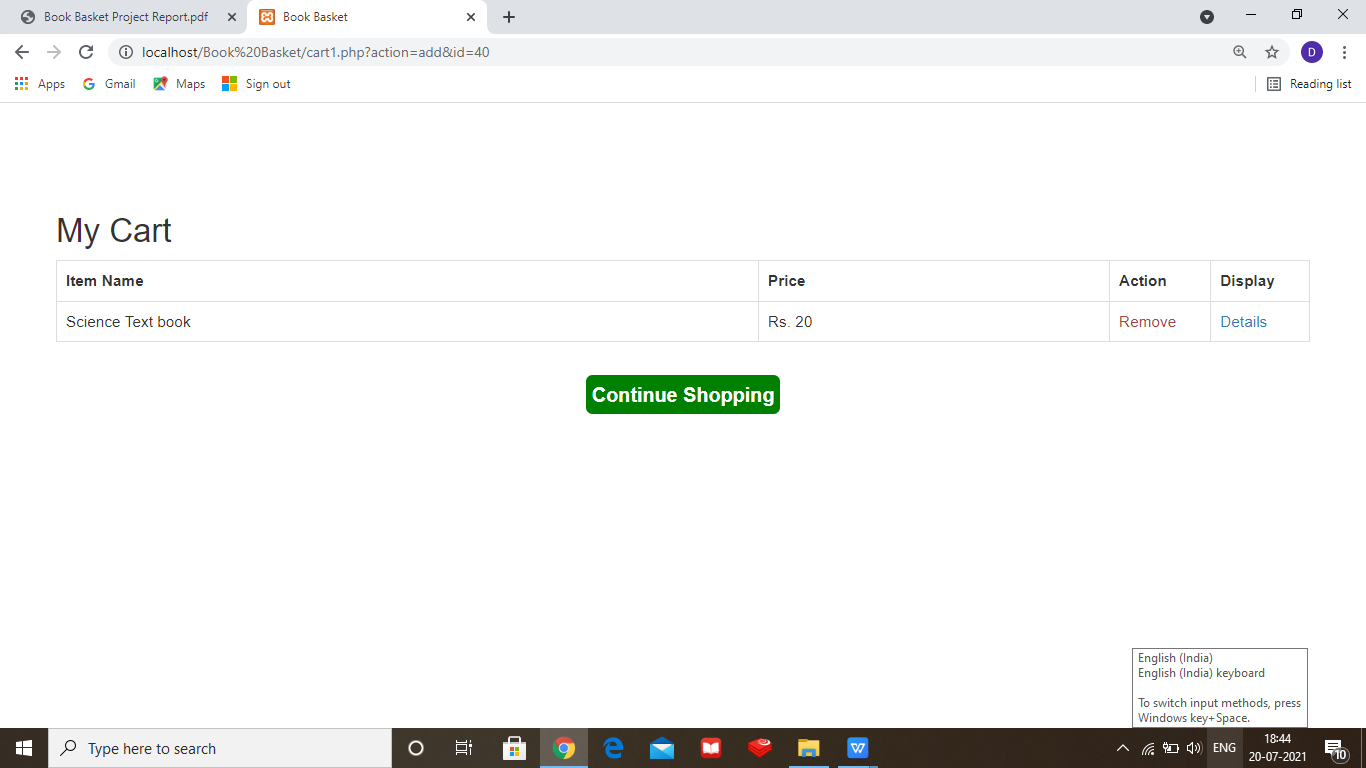 Book Basket Project Report.pdf
Book Basket
localhost/Book%20Basket/cart1.php?action=add&id=40
D
Apps
Gmail
Maps
Sign out
Reading list
My Cart
Item Name Price Action Display
Science Text book Rs. 20 Remove Details
Continue Shopping
English (India)
English (India) keyboard
To switch input methods, press
Windows key+Space.
Type here to search
W
ENG
18:44
20-07-2021
10